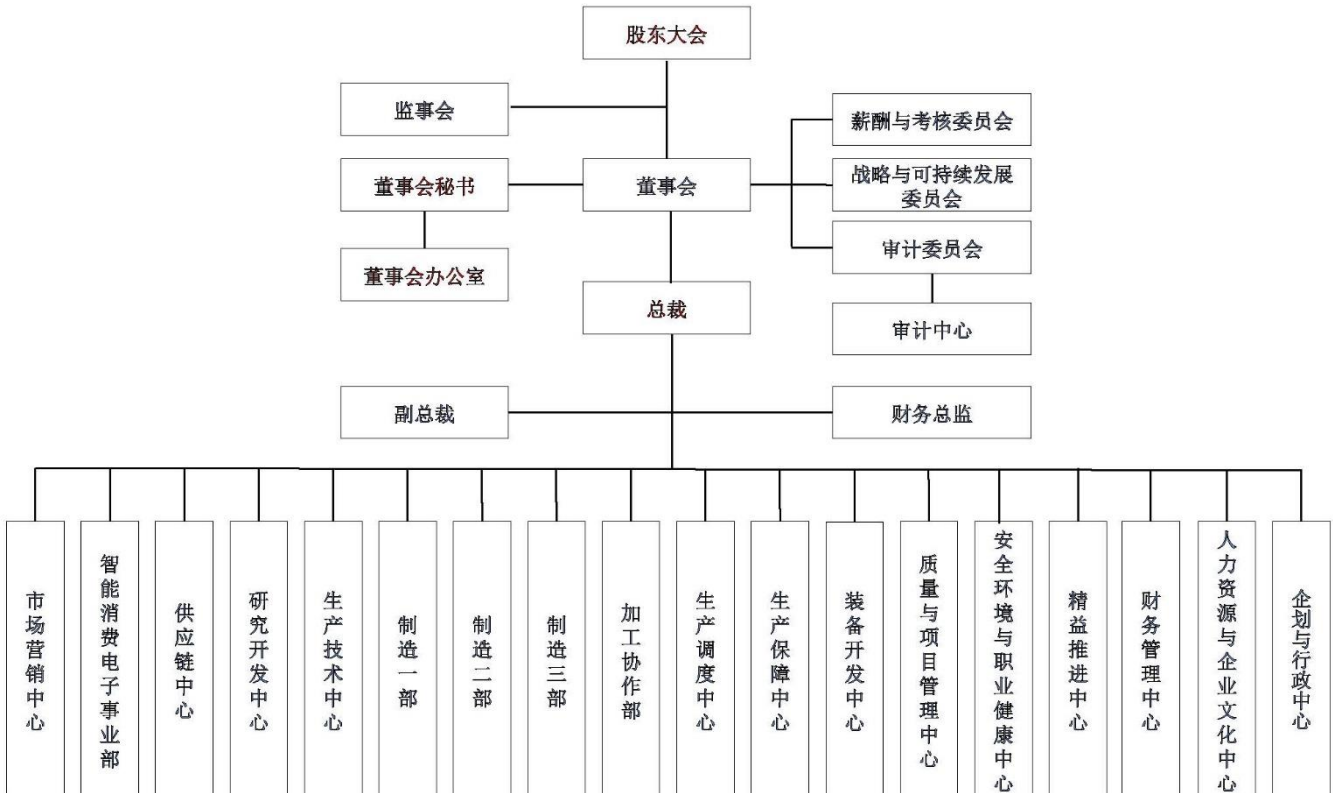 股东大会
监事会
薪酬与考核委员会
董事会秘书
董事会
战略与可持续发展
委员会
董事会办公室
审计委员会
总裁
审计中心
副总裁
财务总监
市场营销中心
智能消费电子事业部
供应链中心
研究开发中心
生产技术中心
制造一部
制造二部
制造三部
加工协作部
生产调度中心
生产保障中心
装备开发中心
质量与项目管理中心
安全环境与职业健康中心
精益推进中心
财务管理中心
人力资源与企业文化中心
企划与行政中心